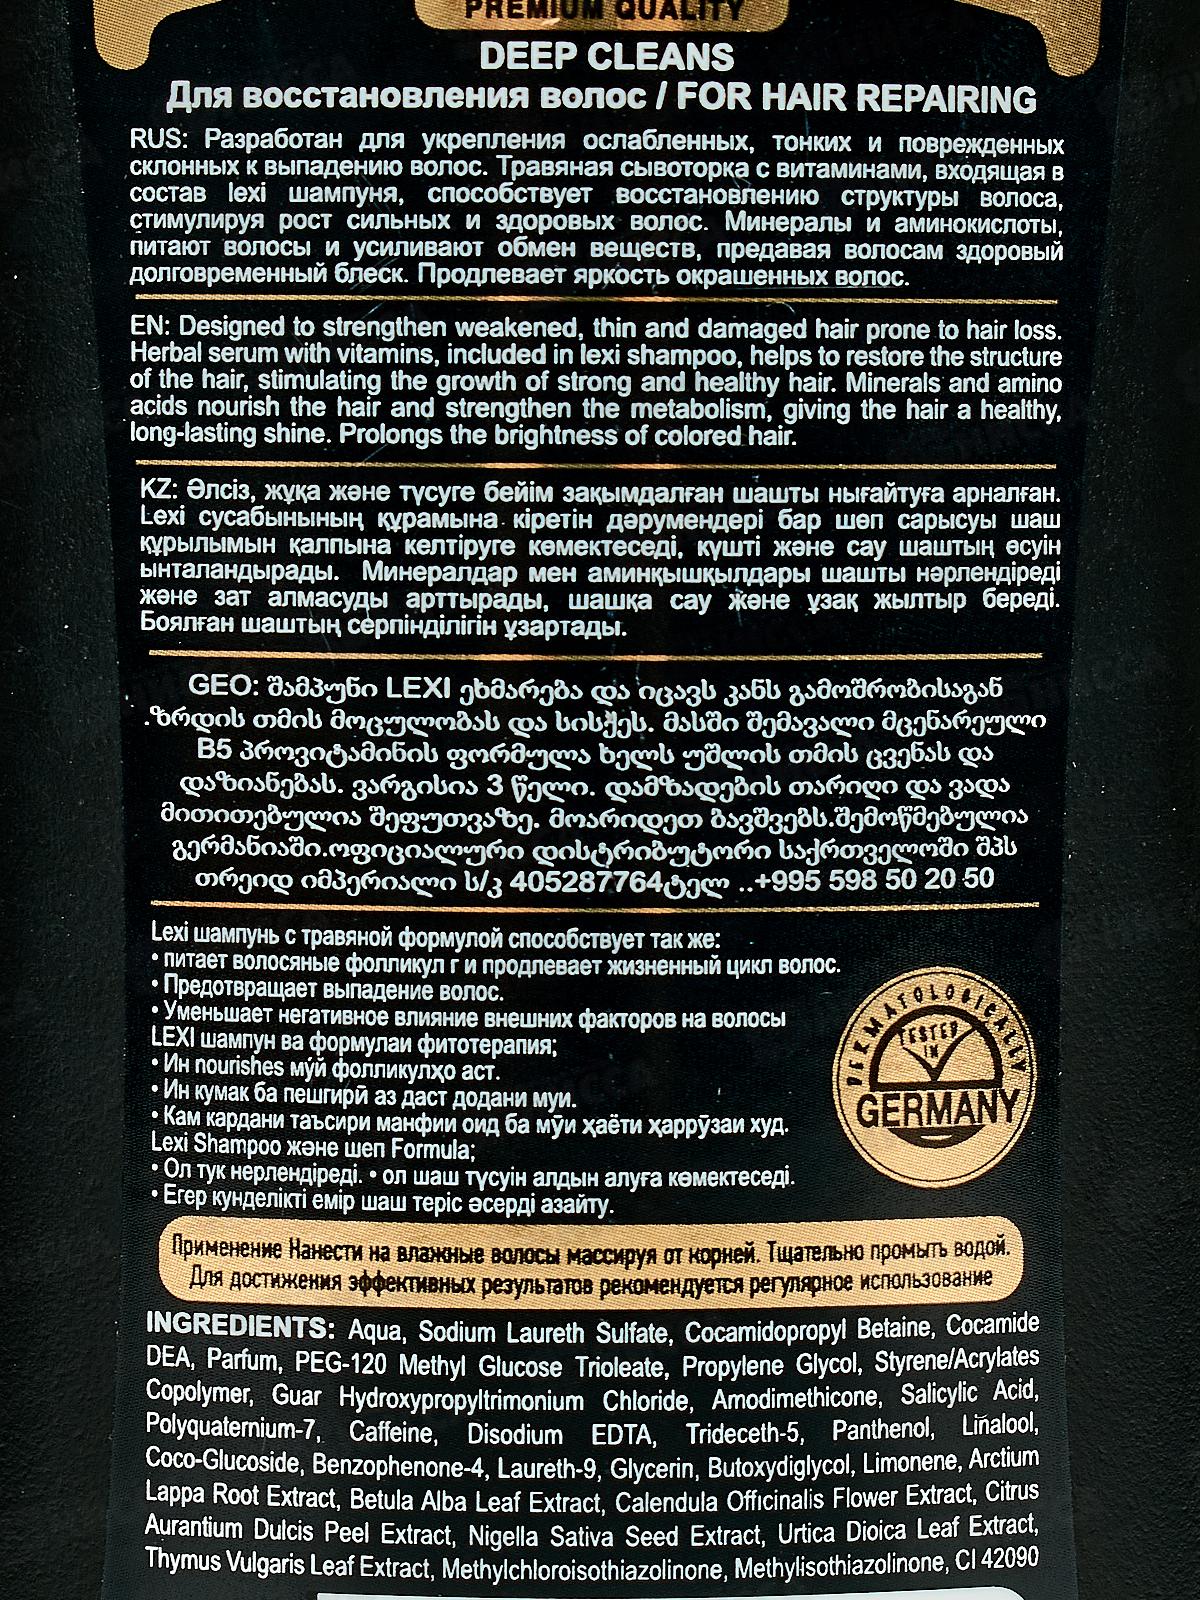 PREMIUM QUALITY
DEEP CLEANS
Для восстановления волос / FOR HAIR REPAIRING
RUS: Разработан для укрепления ослабленных, тонких и поврежденных
склонных к выпадению волос. Травяная сывоторка с витаминами, входящая в
состав lexi шампуня, способствует восстановлению структуры волоса,
стимулируя рост сильных и здоровых волос. Минералы и аминокислоты,
питают волосы и усиливают обмен веществ, предавая волосам здоровый
долговременный блеск. Продлевает яркость окрашенных волос.
EN: Designed to strengthen weakened, thin and damaged hair prone to hair loss.
Herbal serum with vitamins, included in lexi shampoo, helps to restore the structure
of the hair, stimulating the growth of strong and healthy hair. Minerals and amino
acids nourish the hair and strengthen the metabolism, giving the hair a healthy,
long-lasting shine. Prolongs the brightness of colored hair.
KZ: Әлсіз, жұқа және түсуге бейім зақымдалған шашты нығайтуға арналған.
Lexi сусабынының құрамына кіретін дәрумендері бар шөп сарысуы шаш
құрылымын қалпына келтіруге көмектеседі, күшті және сау шаштың өсуін
ынталандырады. Минералдар мен аминқышқылдары шашты нәрлендіреді
және зат алмасуды арттырады, шашқа сау және ұзақ жылтыр береді.
Боялған шаштың серпінділігін ұзартады.
GEO: შამპუნი LEXI ეხმარება და იცავს კანს გამოშრობისაგან
.ზრდის თმის მოცულობას და სისქეს. მასში შემავალი მცენარეული
B5 პროვიტამინის ფორმულა ხელს უშლის თმის ცვენას და
დაზიანებას. ვარგისია 3 წელი. დამზადების თარიღი და ვადა
მითითებულია შეფუთვაზე. მოარიდეთ ბავშვებს.შემოწმებულია
გერმანიაში.ოფიციალური დისტრიბუტორი საქრთველოში შპს
თრეიდ იმპერიალი ს/კ 405287764ტელ ..+995 598 50 20 50
Lexi шампунь с травяной формулой способствует так же:
• питает волосяные фолликул г и продлевает жизненный цикл волос.
• Предотвращает выпадение волос.
• Уменьшает негативное влияние внешних факторов на волосы
LEXI шампун ва формулаи фитотерапия;
• Ин nourishes мӯй фолликулҳо аст.
• Ин кумак ба пешгирӣ аз даст додани муи.
• Кам кардани таъсири манфии оид ба мӯи ҳаёти ҳаррӯзаи худ.
Lexi Shampoo және шеп Formula;
• Ол тук нерлендіреді. • ол шаш түсуін алдын алуға көмектеседі.
• Егер күнделікті емір шаш теріс әсерді азайту.
DERMATOLOGICALLY
TESTED
IN
GERMANY
Применение Нанести на влажные волосы массируя от корней. Тщательно промыть водой.
Для достижения эффективных результатов рекомендуется регулярное использование
INGREDIENTS: Aqua, Sodium Laureth Sulfate, Cocamidopropyl Betaine, Cocamide
DEA, Parfum, PEG-120 Methyl Glucose Trioleate, Propylene Glycol, Styrene/Acrylates
Copolymer, Guar Hydroxypropyltrimonium Chloride, Amodimethicone, Salicylic Acid,
Polyquaternium-7, Caffeine, Disodium EDTA, Trideceth-5, Panthenol, Linalool,
Coco-Glucoside, Benzophenone-4, Laureth-9, Glycerin, Butoxydiglycol, Limonene, Arctium
Lappa Root Extract, Betula Alba Leaf Extract, Calendula Officinalis Flower Extract, Citrus
Aurantium Dulcis Peel Extract, Nigella Sativa Seed Extract, Urtica Dioica Leaf Extract,
Thymus Vulgaris Leaf Extract, Methylchloroisothiazolinone, Methylisothiazolinone, CI 42090